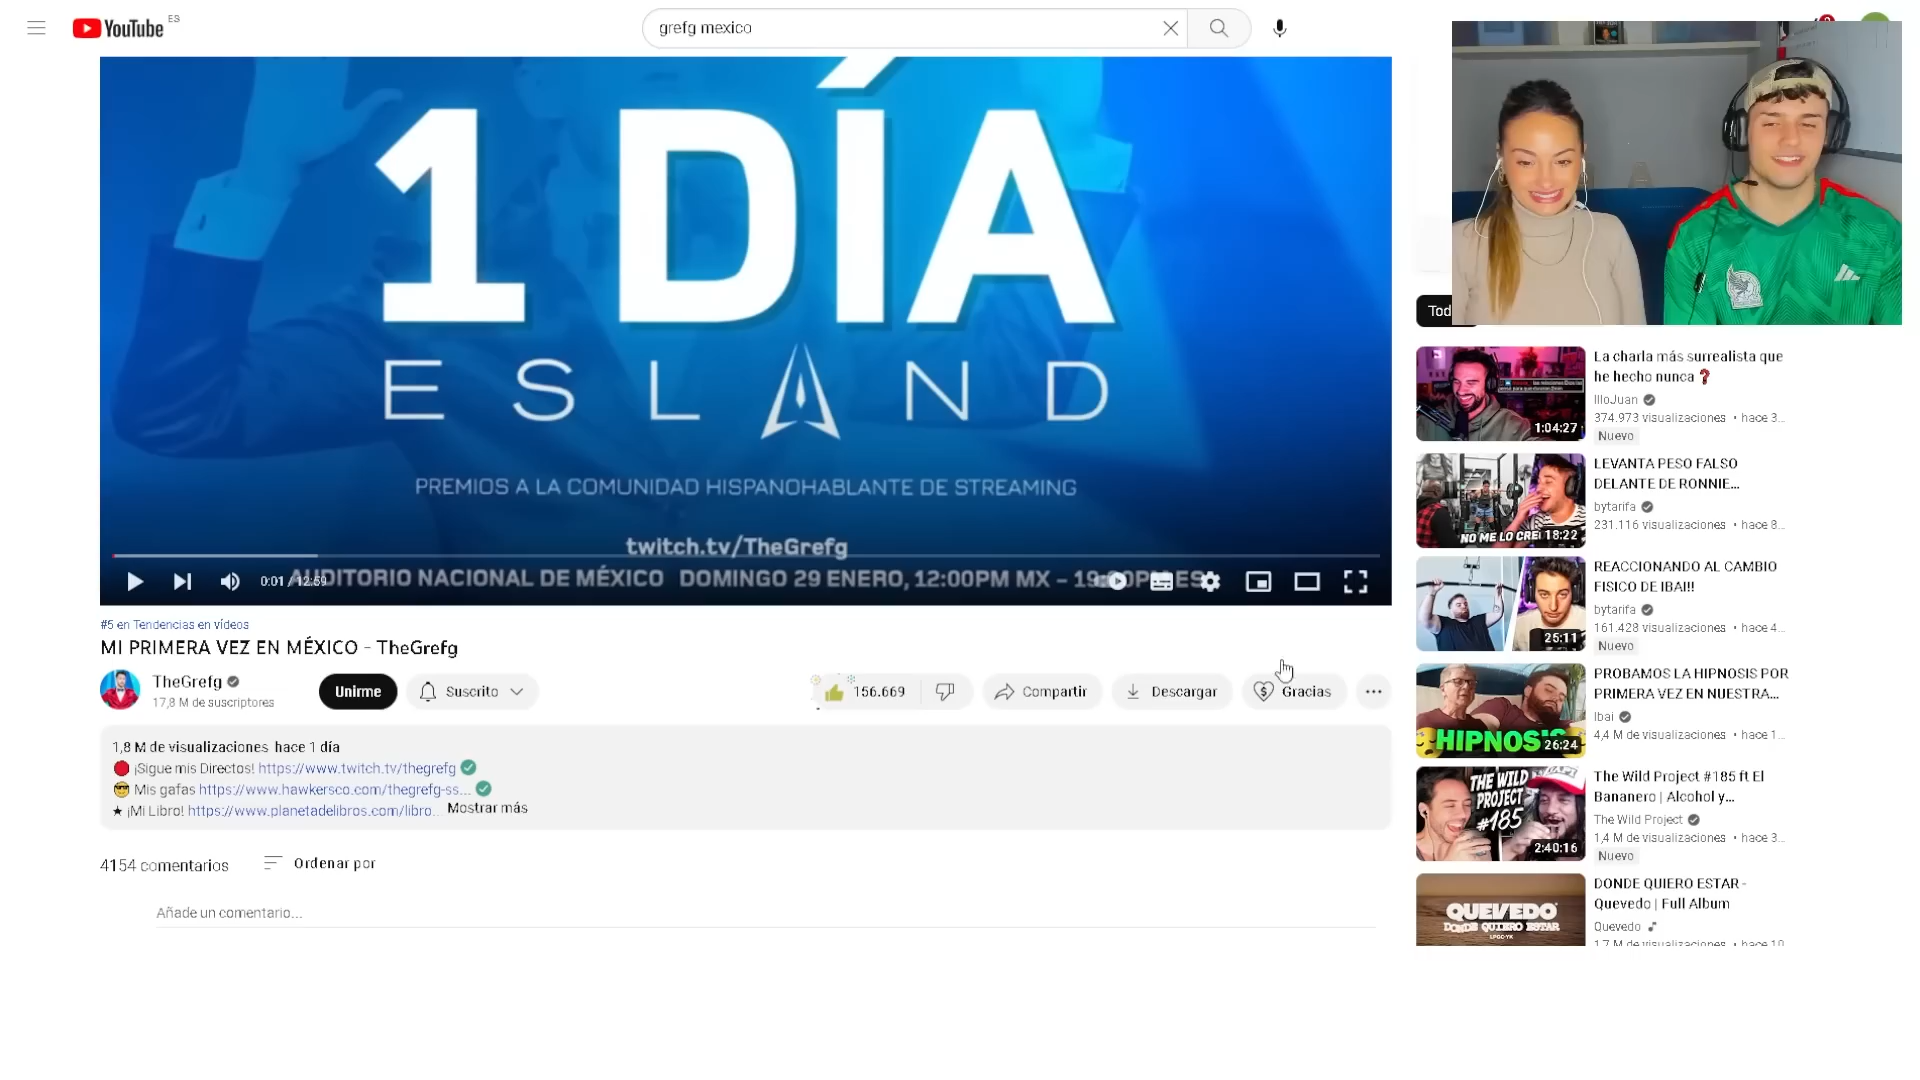 YouTube ES
grefg mexico
1 DÍA
ESLAND
PREMIOS A LA COMUNIDAD HISPANOHABLANTE DE STREAMING
twitch.tv/TheGrefg
AUDITORIO NACIONAL DE MÉXICO DOMINGO 29 ENERO, 12:00PM MX – 19:00PM ES
0:01 / 12:59
#5 en Tendencias en vídeos
MI PRIMERA VEZ EN MÉXICO - TheGrefg
TheGrefg
17,8 M de suscriptores
Unirme
Suscrito
156.669
Compartir
Descargar
Gracias
1,8 M de visualizaciones hace 1 día
¡Sigue mis Directos! https://www.twitch.tv/thegrefg
Mis gafas https://www.hawkersco.com/thegrefg-ss...
★ ¡Mi Libro! https://www.planetadelibros.com/libro... Mostrar más
4154 comentarios
Ordenar por
Añade un comentario...
Tod
La charla más surrealista que
he hecho nunca ❓
IlloJuan
374.973 visualizaciones • hace 3...
Nuevo
1:04:27
LEVANTA PESO FALSO
DELANTE DE RONNIE...
bytarifa
231.116 visualizaciones • hace 8...
NO ME LO CREO
18:22
REACCIONANDO AL CAMBIO
FISICO DE IBAI!!
bytarifa
161.428 visualizaciones • hace 4...
Nuevo
25:11
PROBAMOS LA HIPNOSIS POR
PRIMERA VEZ EN NUESTRA...
Ibai
4,4 M de visualizaciones • hace 1...
HIPNOSIS
26:24
The Wild Project #185 ft El
Bananero | Alcohol y...
The Wild Project
1,4 M de visualizaciones • hace 3...
Nuevo
THE WILD
PROJECT
#185
2:40:16
DONDE QUIERO ESTAR -
Quevedo | Full Album
Quevedo
1,7 M de visualizaciones • hace 10
QUEVEDO
DONDE QUIERO ESTAR